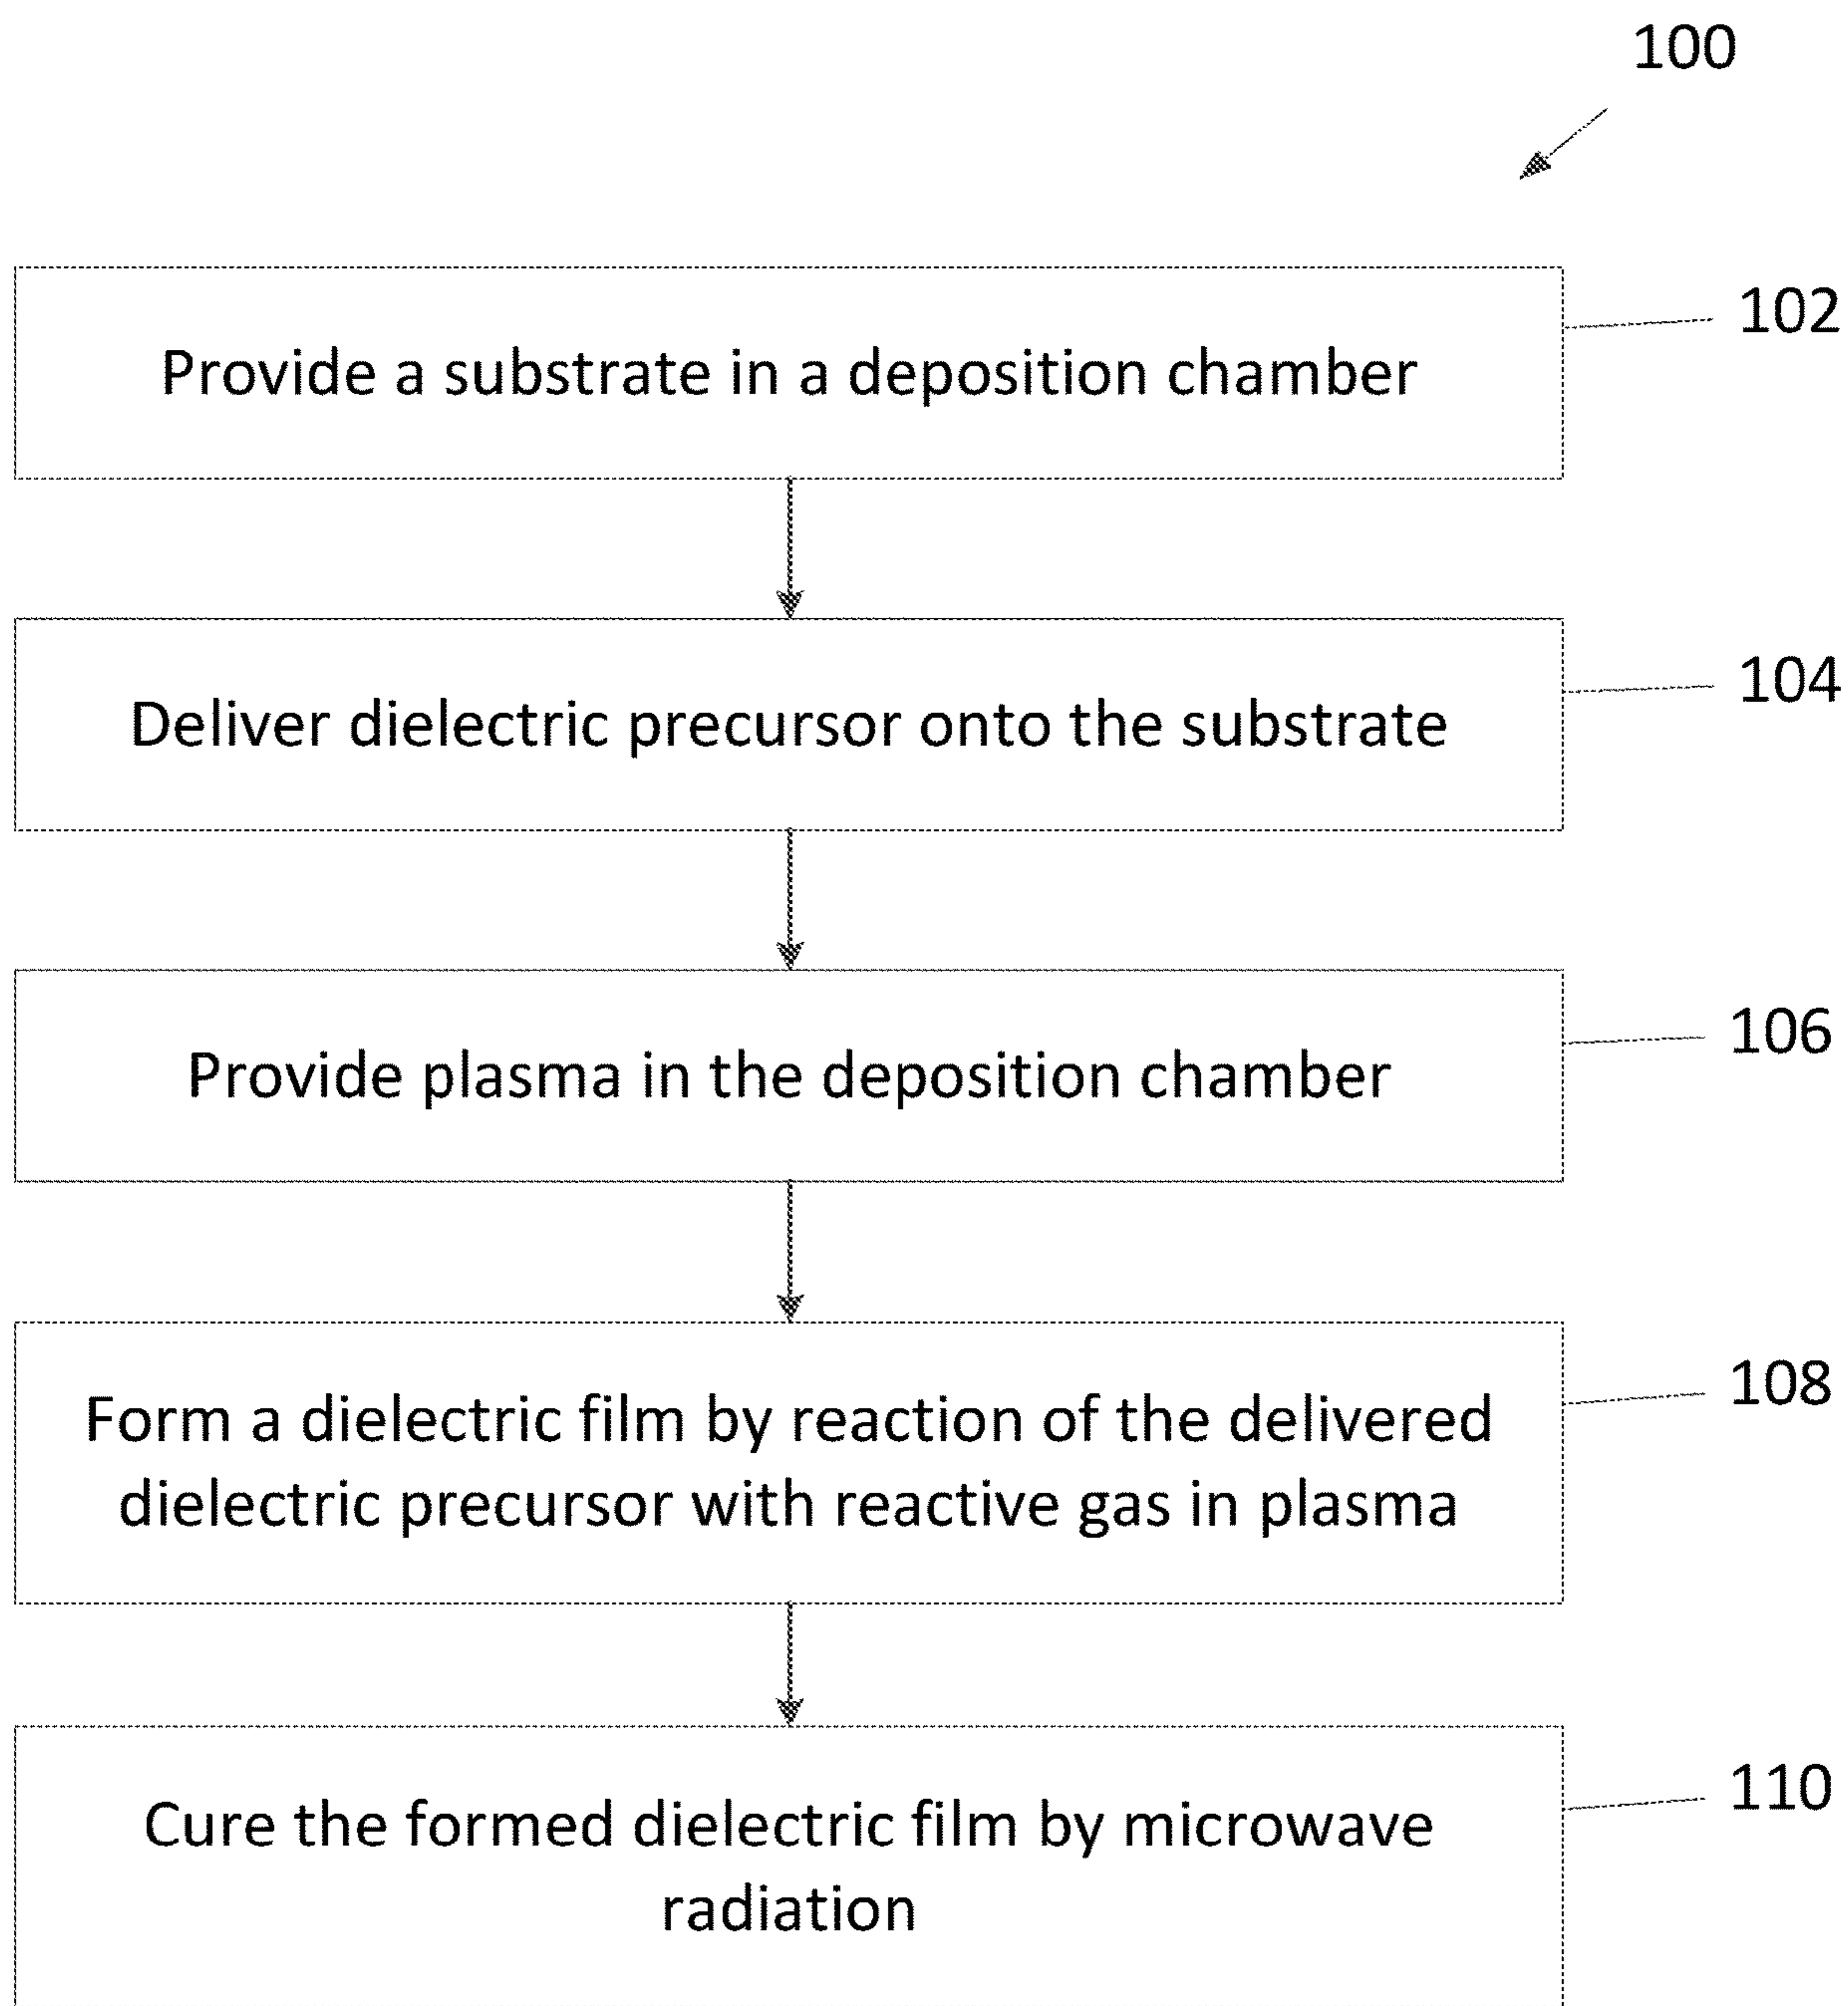 100
102
Provide a substrate in a deposition chamber
104
Deliver dielectric precursor onto the substrate
106
Provide plasma in the deposition chamber
108
Form a dielectric film by reaction of the delivered
dielectric precursor with reactive gas in plasma
110
Cure the formed dielectric film by microwave
radiation